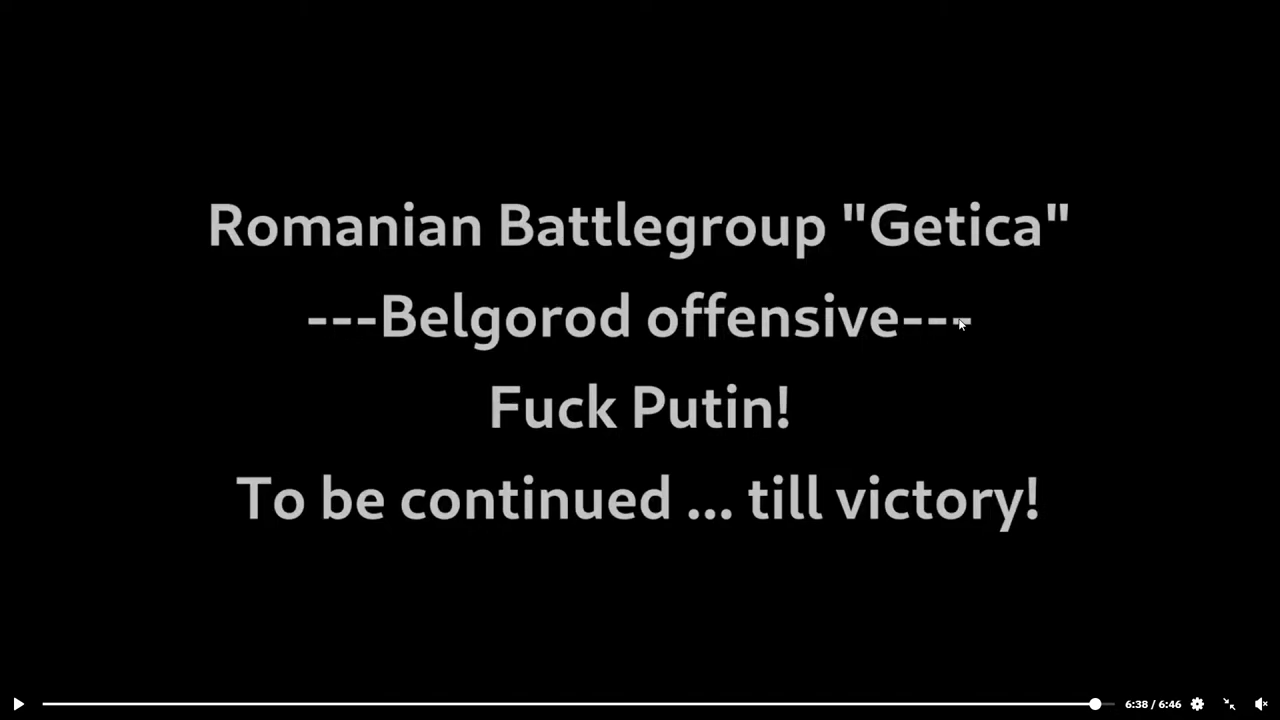 Romanian Battlegroup "Getica"
---Belgorod offensive---
Fuck Putin!
To be continued ... till victory!
6:38 / 6:46